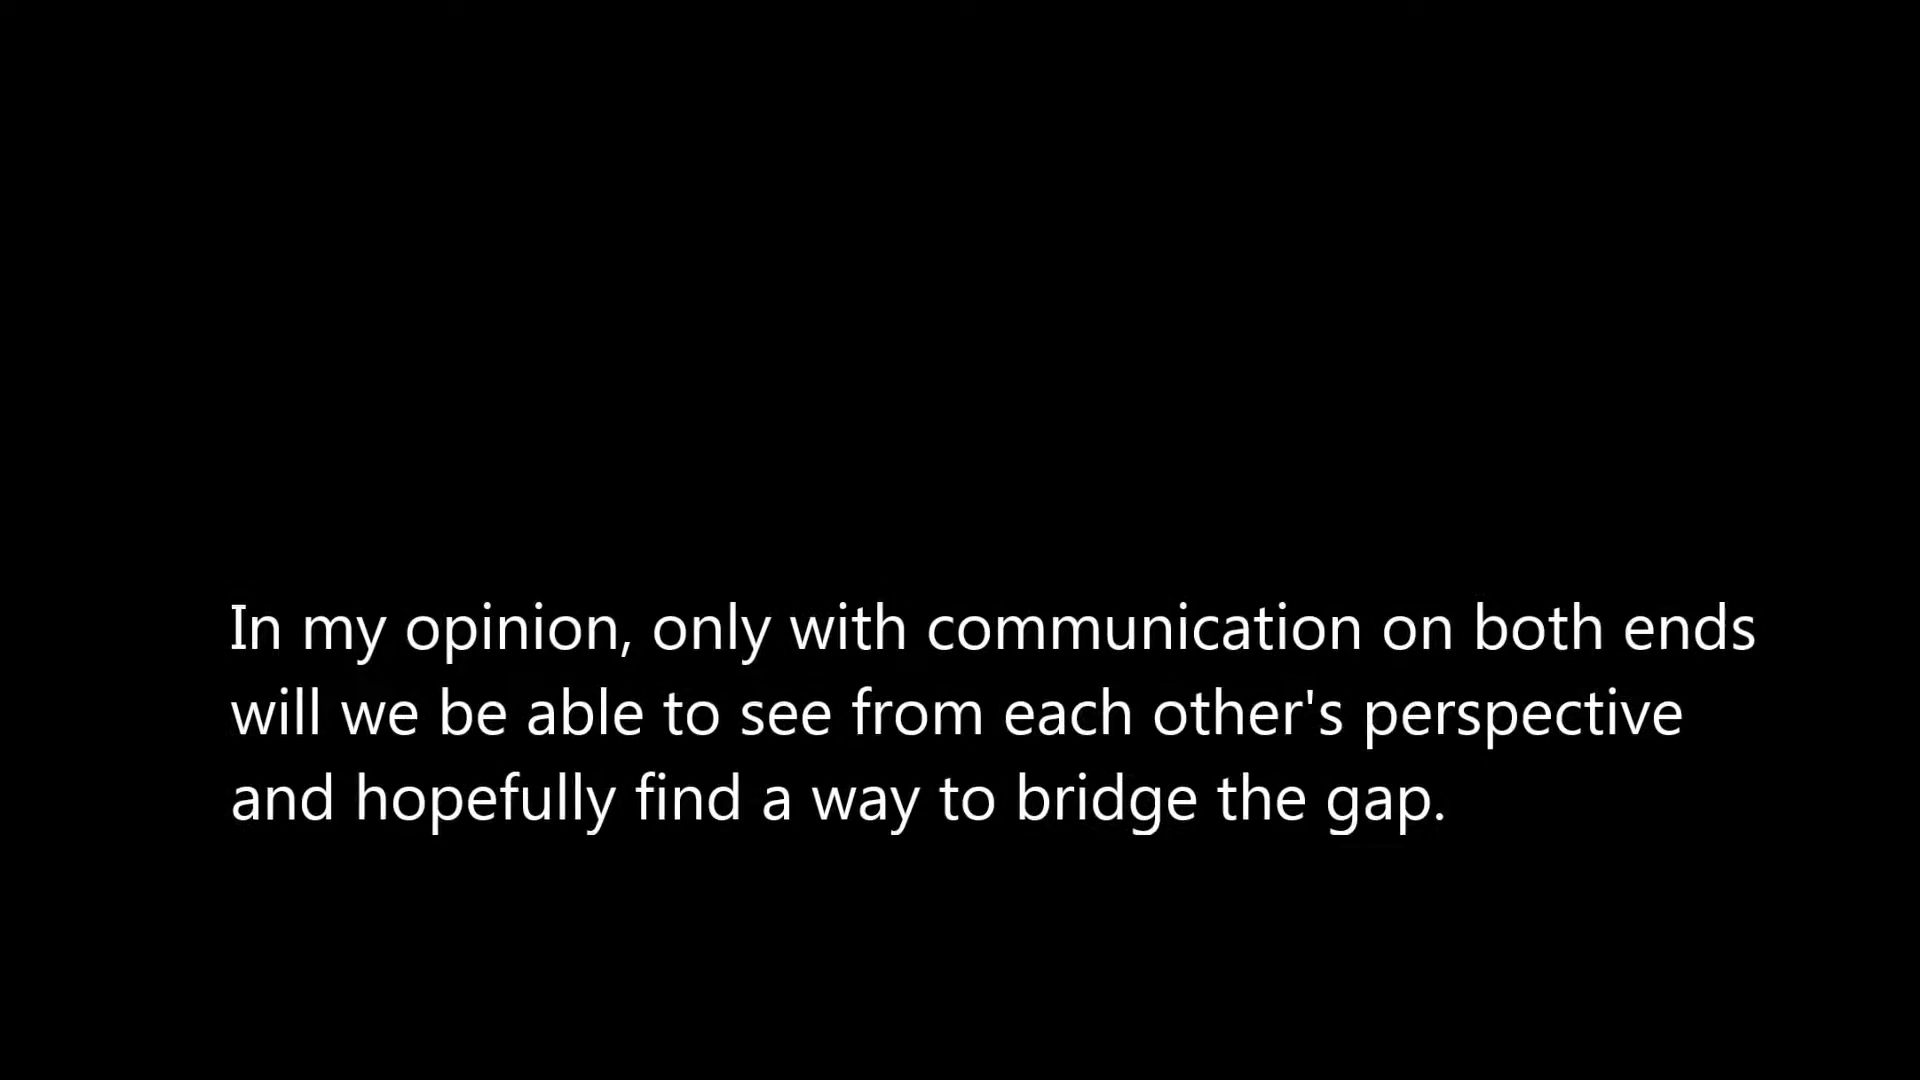 In my opinion, only with communication on both ends
will we be able to see from each other's perspective
and hopefully find a way to bridge the gap.